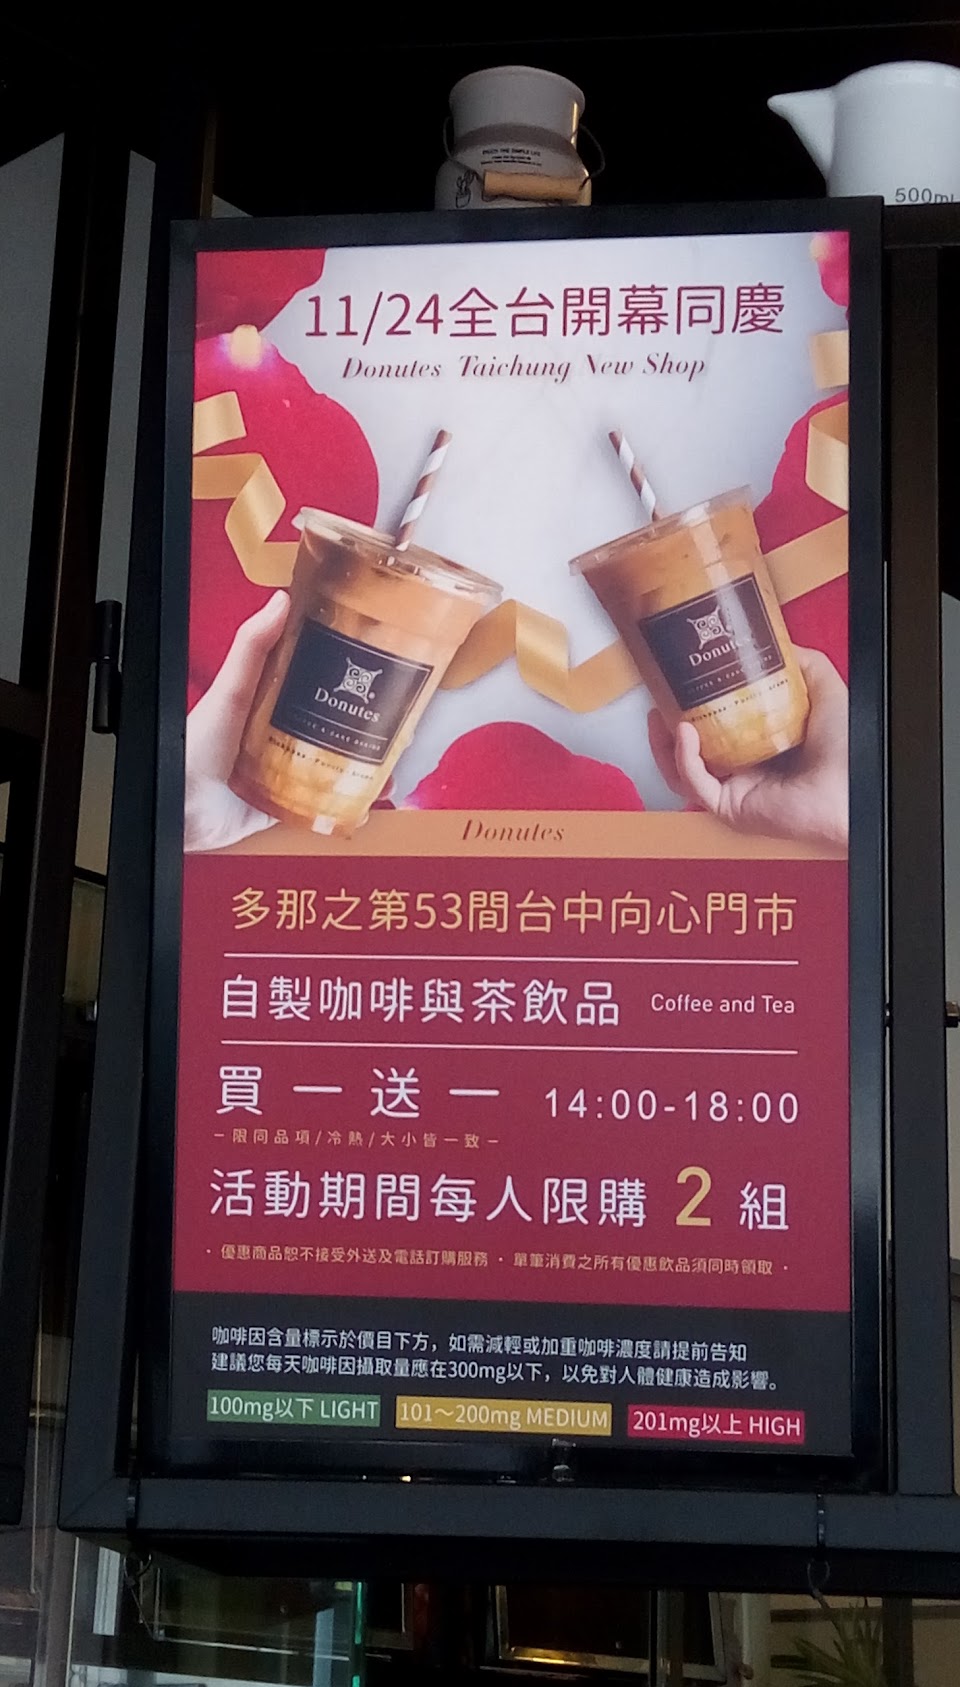 500ml
11/24全台開幕同慶
Donutes Taichung New Shop
Donutes
Donutes
Donutes
多那之第53間台中向心門市
自製咖啡與茶飲品 Coffee and Tea
買一送一 14:00-18:00
–限同品項/冷熱/大小皆一致–
活動期間每人限購 2 組
・優惠商品恕不接受外送及電話訂購服務・單筆消費之所有優惠飲品須同時領取・
咖啡因含量標示於價目下方，如需減輕或加重咖啡濃度請提前告知
建議您每天咖啡因攝取量應在300mg以下，以免對人體健康造成影響。
100mg以下 LIGHT 101～200mg MEDIUM 201mg以上 HIGH